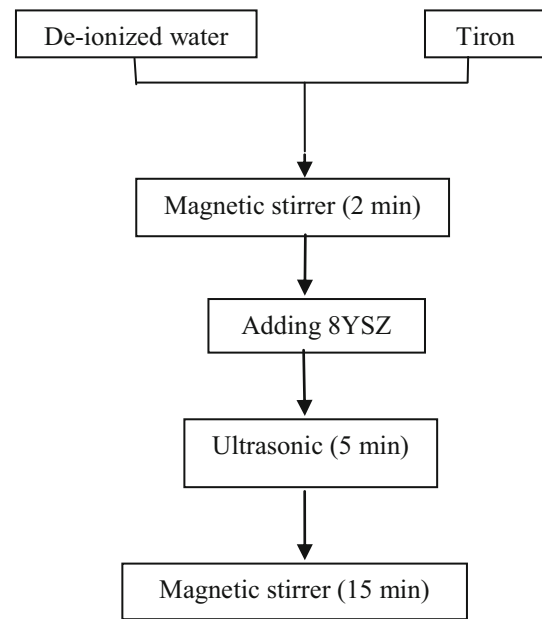 De-ionized water
Tiron
Magnetic stirrer (2 min)
Adding 8YSZ
Ultrasonic (5 min)
Magnetic stirrer (15 min)